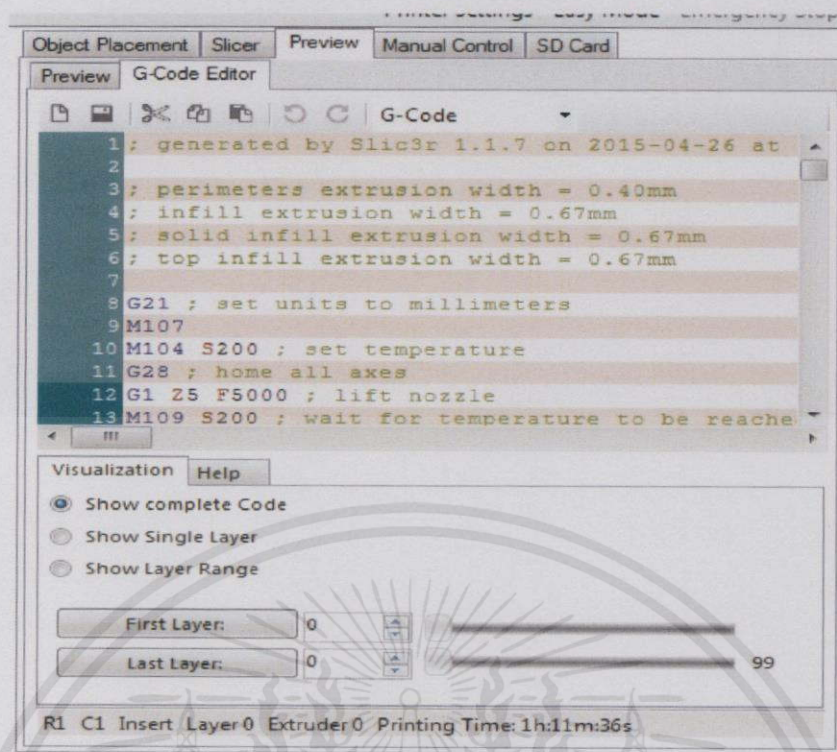 Printer Settings Easy Mode Emergency Stop
Object Placement Slicer Preview Manual Control SD Card
Preview G-Code Editor
G-Code
1 ; generated by Slic3r 1.1.7 on 2015-04-26 at
2
3 ; perimeters extrusion width = 0.40mm
4 ; infill extrusion width = 0.67mm
5 ; solid infill extrusion width = 0.67mm
6 ; top infill extrusion width = 0.67mm
7
8 G21 ; set units to millimeters
9 M107
10 M104 S200 ; set temperature
11 G28 ; home all axes
12 G1 Z5 F5000 ; lift nozzle
13 M109 S200 ; wait for temperature to be reache
Visualization Help
Show complete Code
Show Single Layer
Show Layer Range
First Layer: 0
Last Layer: 0 99
R1 C1 Insert Layer 0 Extruder 0 Printing Time: 1h:11m:36s